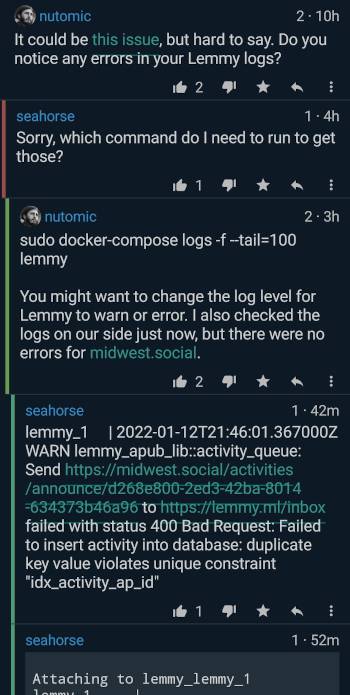 nutomic 2 · 10h
It could be this issue, but hard to say. Do you
notice any errors in your Lemmy logs?
2
seahorse 1 · 4h
Sorry, which command do I need to run to get
those?
1
nutomic 2 · 3h
sudo docker-compose logs -f --tail=100
lemmy
You might want to change the log level for
Lemmy to warn or error. I also checked the
logs on our side just now, but there were no
errors for midwest.social.
2
seahorse 1 · 42m
lemmy_1 | 2022-01-12T21:46:01.367000Z
WARN lemmy_apub_lib::activity_queue:
Send https://midwest.social/activities
/announce/d268e800-2ed3-42ba-8014
-634373b46a96 to https://lemmy.ml/inbox
failed with status 400 Bad Request: Failed
to insert activity into database: duplicate
key value violates unique constraint
"idx_activity_ap_id"
1
seahorse 1 · 52m
Attaching to lemmy_lemmy_1